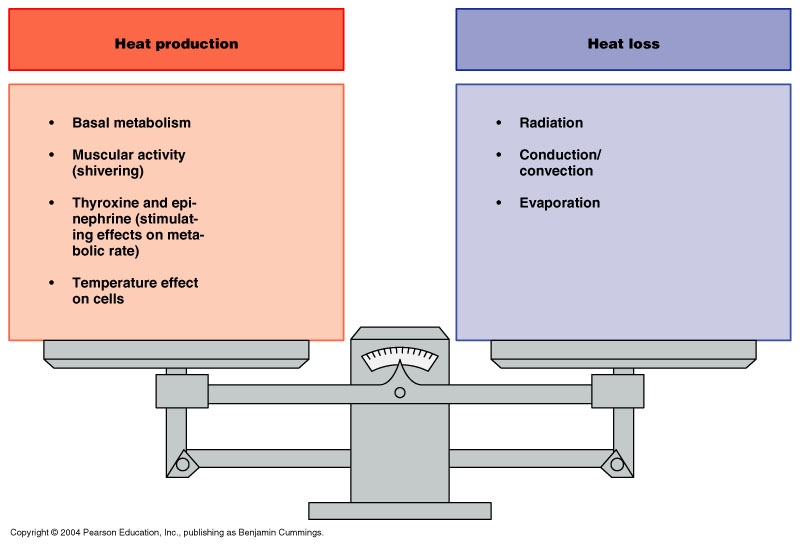 Heat production
• Basal metabolism
• Muscular activity
(shivering)
• Thyroxine and epi-
nephrine (stimulat-
ing effects on meta-
bolic rate)
• Temperature effect
on cells
Heat loss
• Radiation
• Conduction/
convection
• Evaporation
Copyright © 2004 Pearson Education, Inc., publishing as Benjamin Cummings.